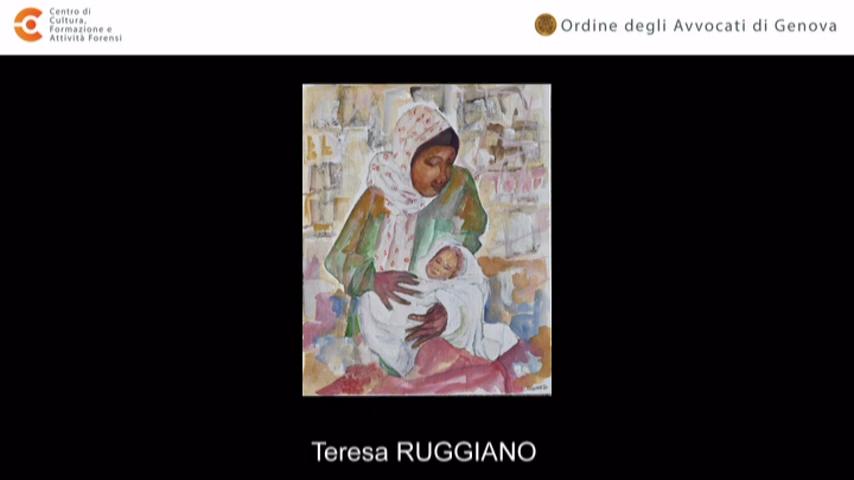 Centro di
Cultura,
Formazione e
Attività Forensi
Ordine degli Avvocati di Genova
Teresa RUGGIANO